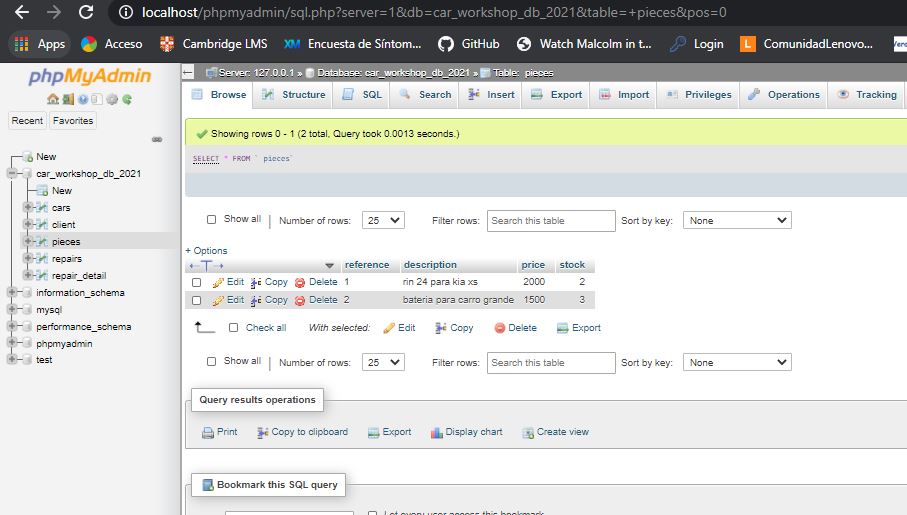 localhost/phpmyadmin/sql.php?server=1&db=car_workshop_db_2021&table=+pieces&pos=0
Apps Acceso Cambridge LMS Encuesta de Síntom... GitHub Watch Malcolm in t... Login ComunidadLenovo...
phpMyAdmin
Recent Favorites
New
car_workshop_db_2021
New
cars
client
pieces
repairs
repair_detail
information_schema
mysql
performance_schema
phpmyadmin
test
Server: 127.0.0.1 » Database: car_workshop_db_2021 » Table: pieces
Browse Structure SQL Search Insert Export Import Privileges Operations Tracking
Showing rows 0 - 1 (2 total, Query took 0.0013 seconds.)
SELECT * FROM ` pieces`
Show all | Number of rows: 25 Filter rows: Search this table Sort by key: None
+ Options
←T→ reference description price stock
Edit Copy Delete 1 rin 24 para kia xs 2000 2
Edit Copy Delete 2 bateria para carro grande 1500 3
Check all With selected: Edit Copy Delete Export
Show all | Number of rows: 25 Filter rows: Search this table Sort by key: None
Query results operations
Print Copy to clipboard Export Display chart Create view
Bookmark this SQL query
Let every user access this bookmark